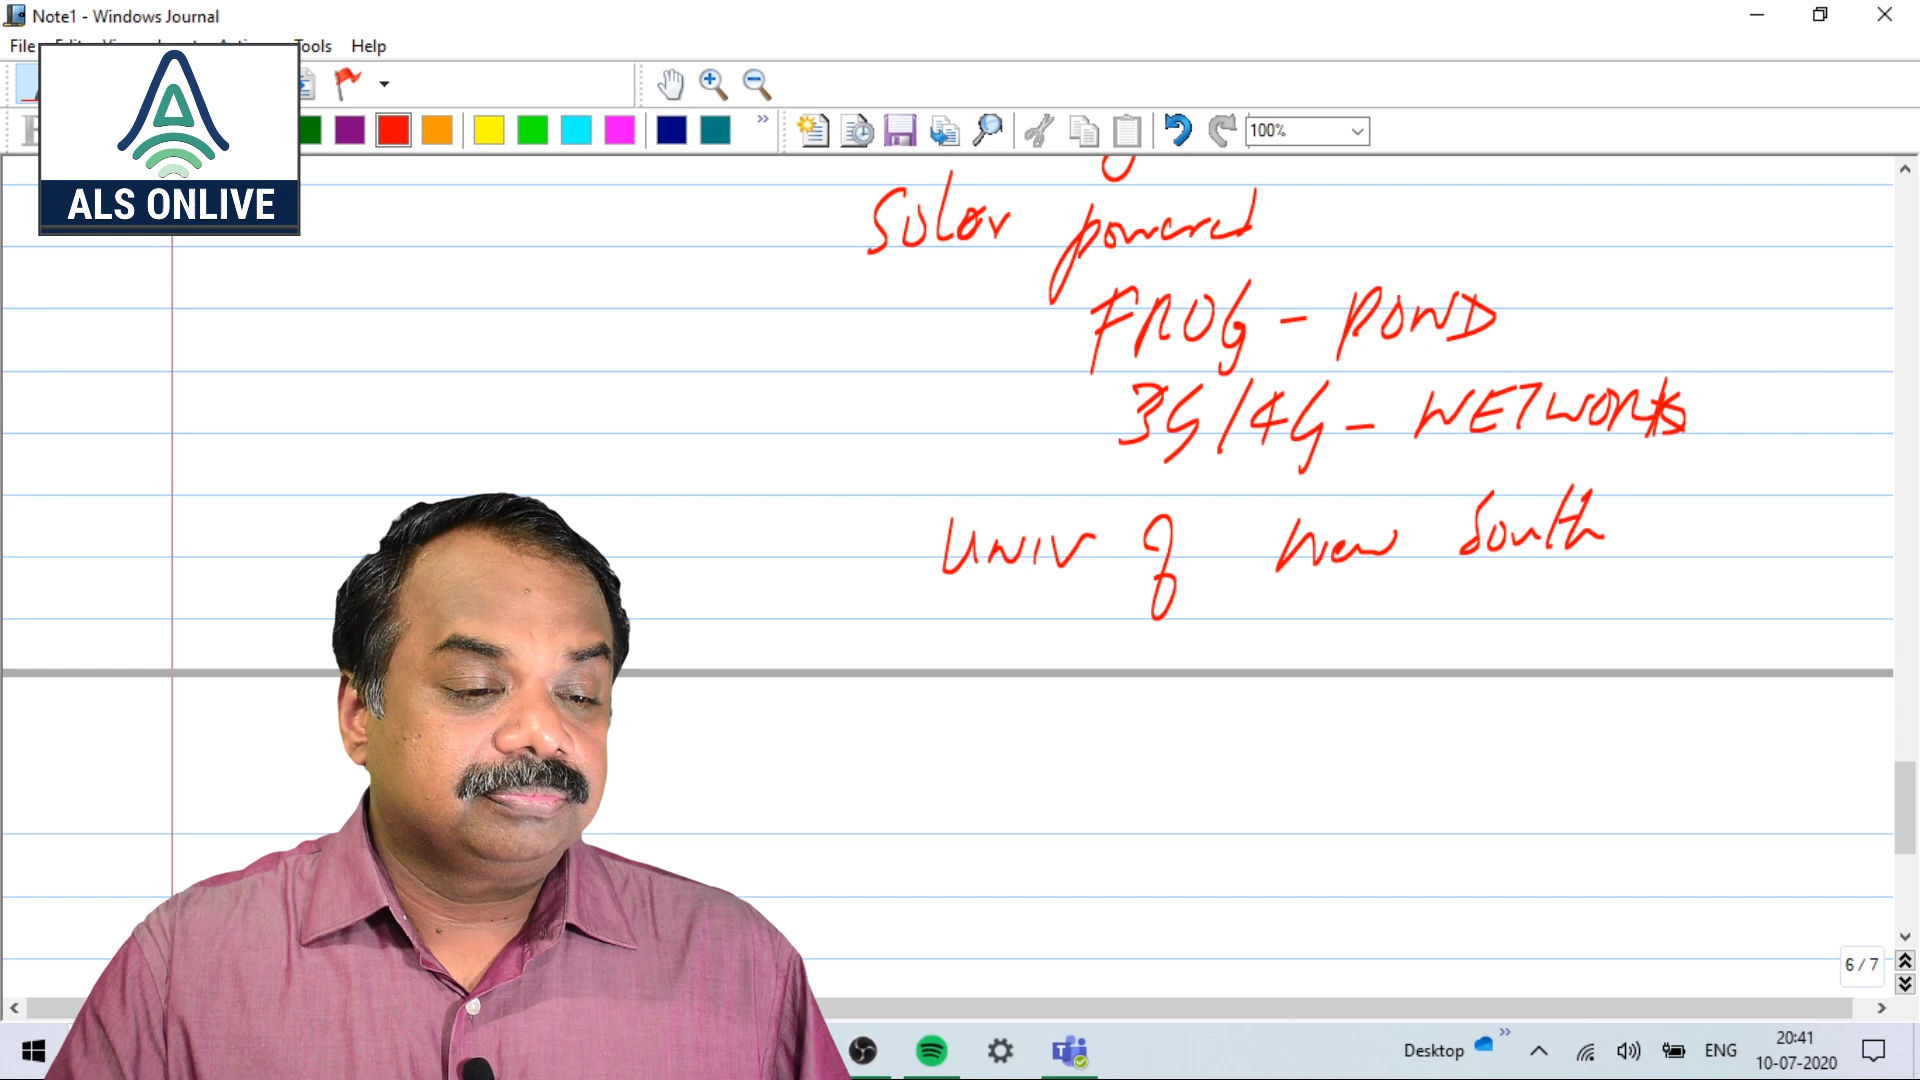 Note1 - Windows Journal
File Tools Help
ALS ONLIVE
100%
Solar powered
FROG - POND
3G/4G - NETWORKS
UNIV of New South
6 / 7
Desktop
ENG
20:41
10-07-2020